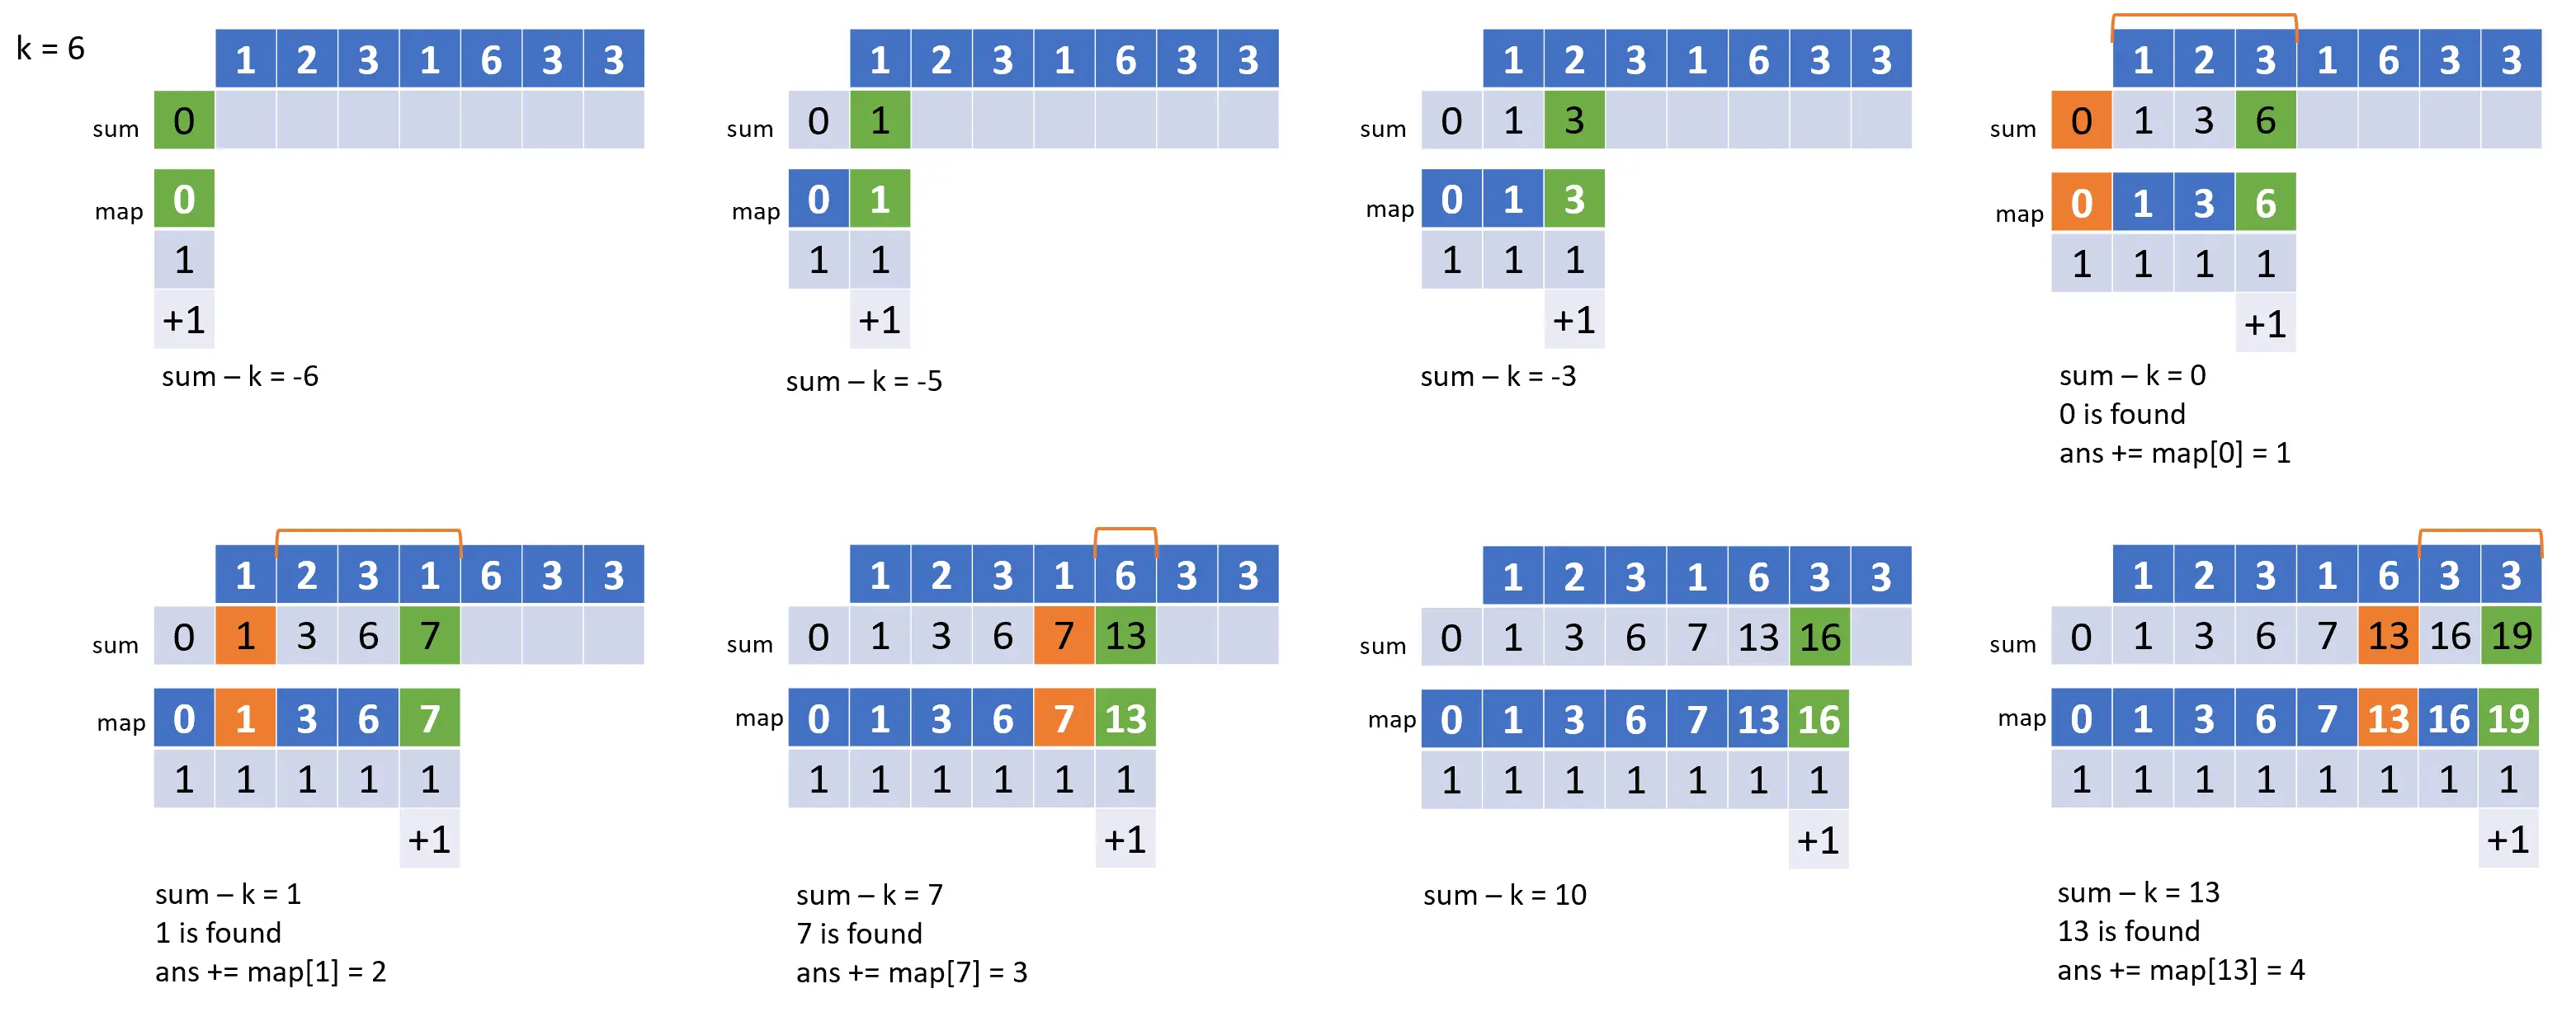 k = 6
1 2 3 1 6 3 3
sum 0
map 0
1
+1
sum – k = -6
1 2 3 1 6 3 3
sum 0 1
map 0 1
1 1
+1
sum – k = -5
1 2 3 1 6 3 3
sum 0 1 3
map 0 1 3
1 1 1
+1
sum – k = -3
1 2 3 1 6 3 3
sum 0 1 3 6
map 0 1 3 6
1 1 1 1
+1
sum – k = 0
0 is found
ans += map[0] = 1
1 2 3 1 6 3 3
sum 0 1 3 6 7
map 0 1 3 6 7
1 1 1 1 1
+1
sum – k = 1
1 is found
ans += map[1] = 2
1 2 3 1 6 3 3
sum 0 1 3 6 7 13
map 0 1 3 6 7 13
1 1 1 1 1 1
+1
sum – k = 7
7 is found
ans += map[7] = 3
1 2 3 1 6 3 3
sum 0 1 3 6 7 13 16
map 0 1 3 6 7 13 16
1 1 1 1 1 1 1
+1
sum – k = 10
1 2 3 1 6 3 3
sum 0 1 3 6 7 13 16 19
map 0 1 3 6 7 13 16 19
1 1 1 1 1 1 1 1
+1
sum – k = 13
13 is found
ans += map[13] = 4